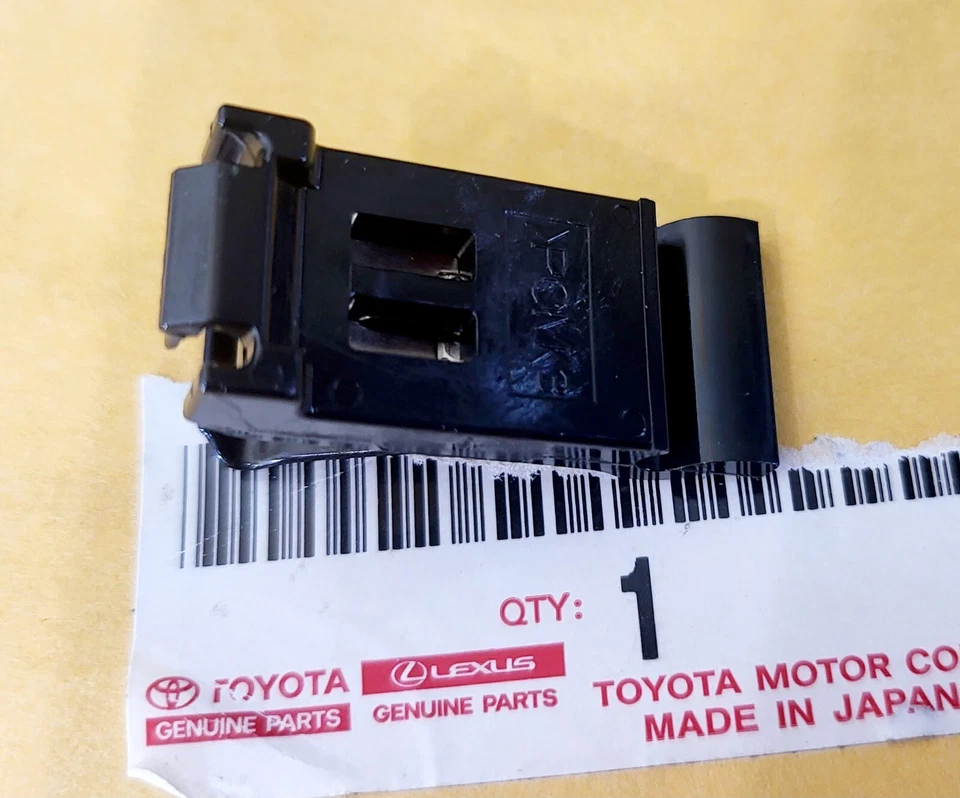 QTY: 1
TOYOTA
GENUINE PARTS
LEXUS
GENUINE PARTS
TOYOTA MOTOR CO
MADE IN JAPAN